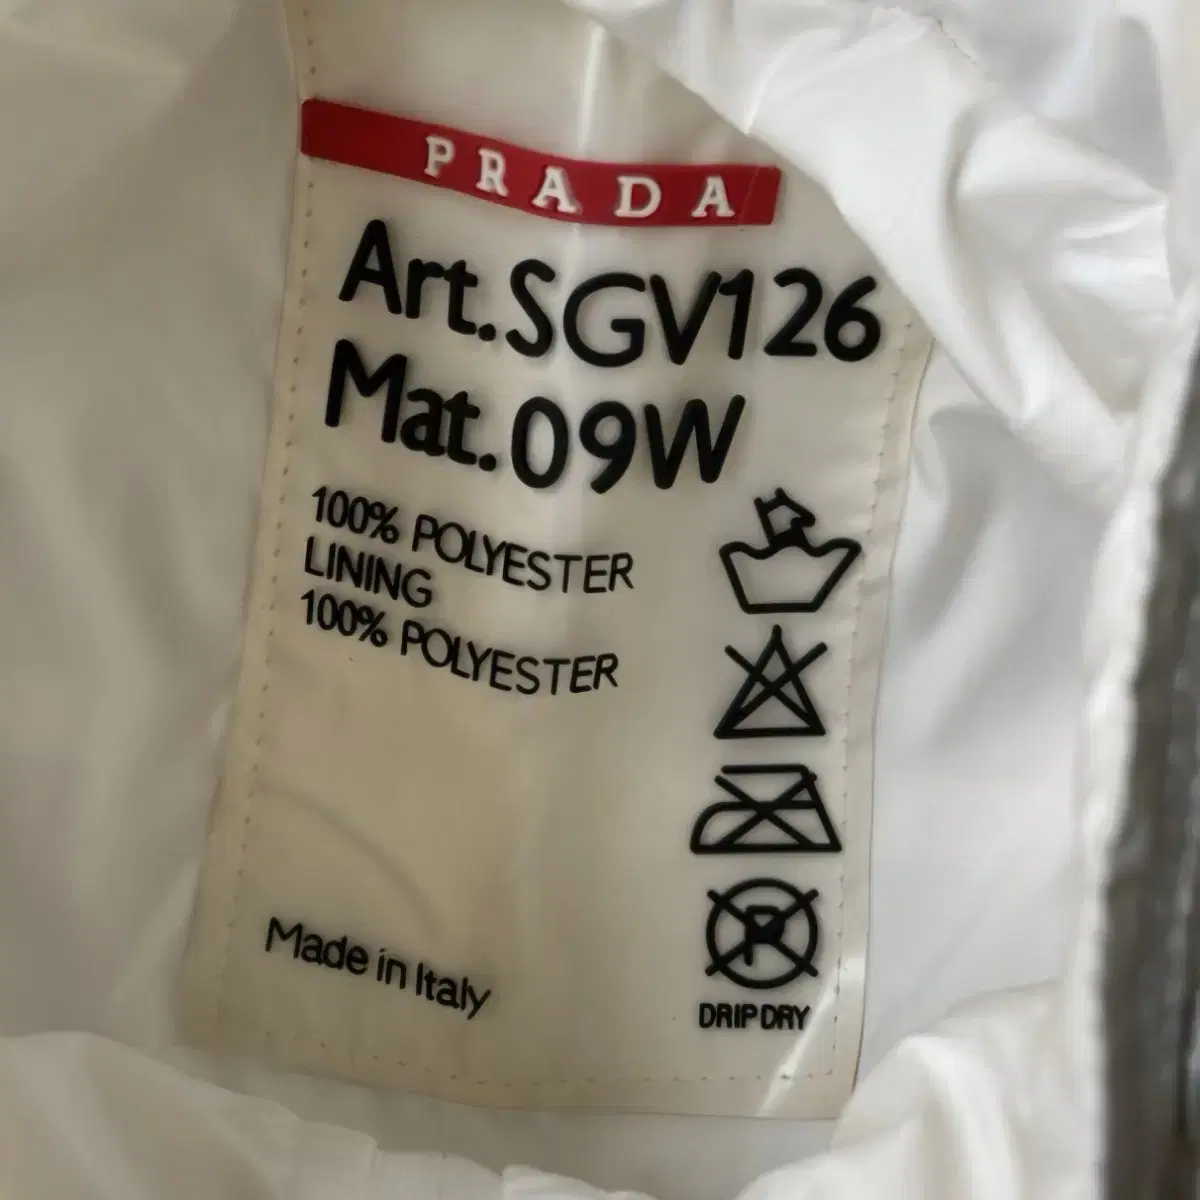 PRADA
Art.SGV126
Mat.09W
100% POLYESTER
LINING
100% POLYESTER
P
DRIP DRY
Made in Italy